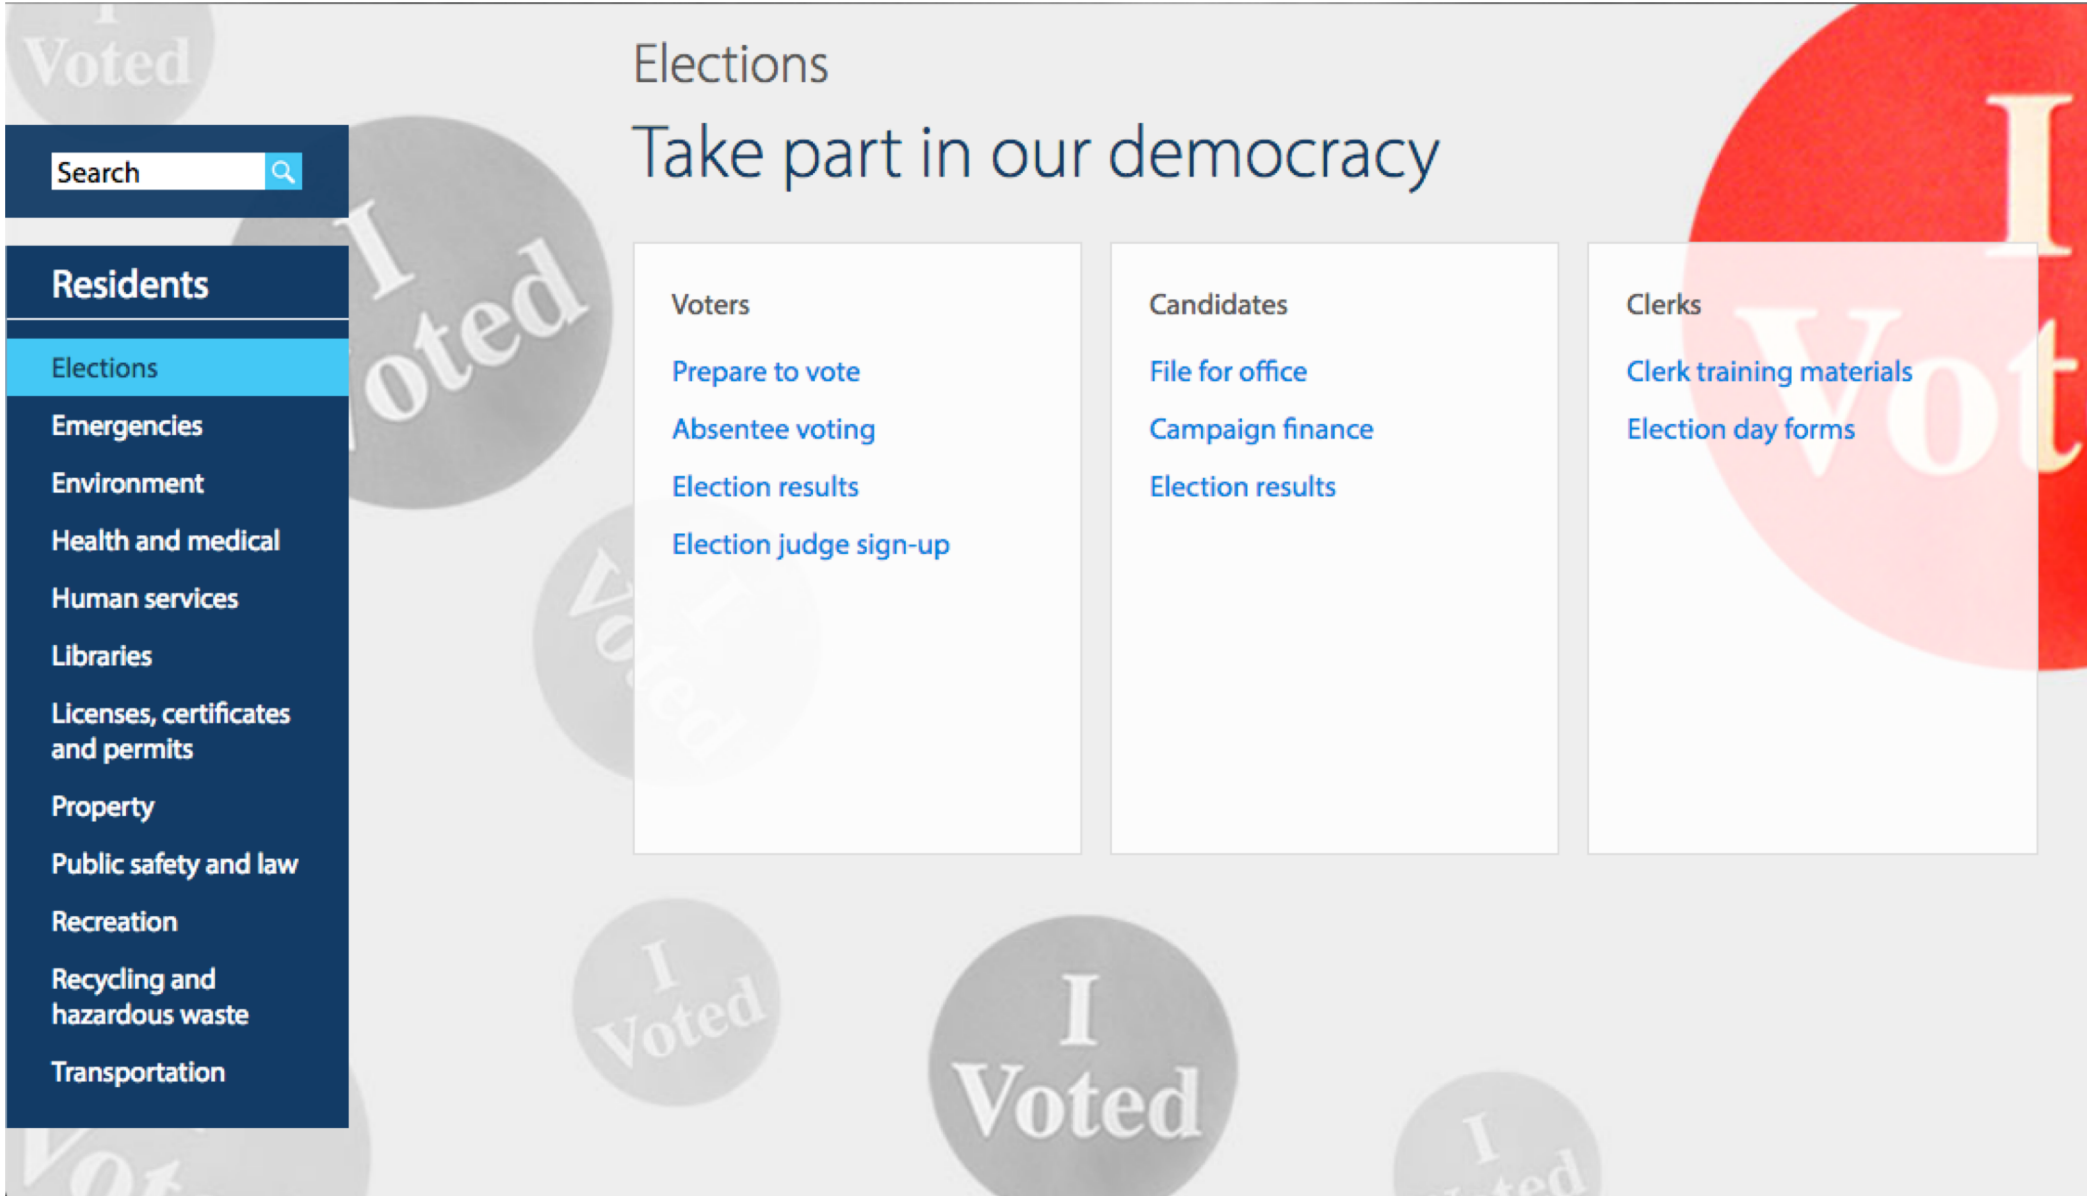 I
Voted
Search
Residents
Elections
Emergencies
Environment
Health and medical
Human services
Libraries
Licenses, certificates
and permits
Property
Public safety and law
Recreation
Recycling and
hazardous waste
Transportation
Elections
Take part in our democracy
Voters
Prepare to vote
Absentee voting
Election results
Election judge sign-up
Candidates
File for office
Campaign finance
Election results
Clerks
Clerk training materials
Election day forms
I
Vot
I
oted
I
Voted
I
Voted
I
Voted
I
Voted